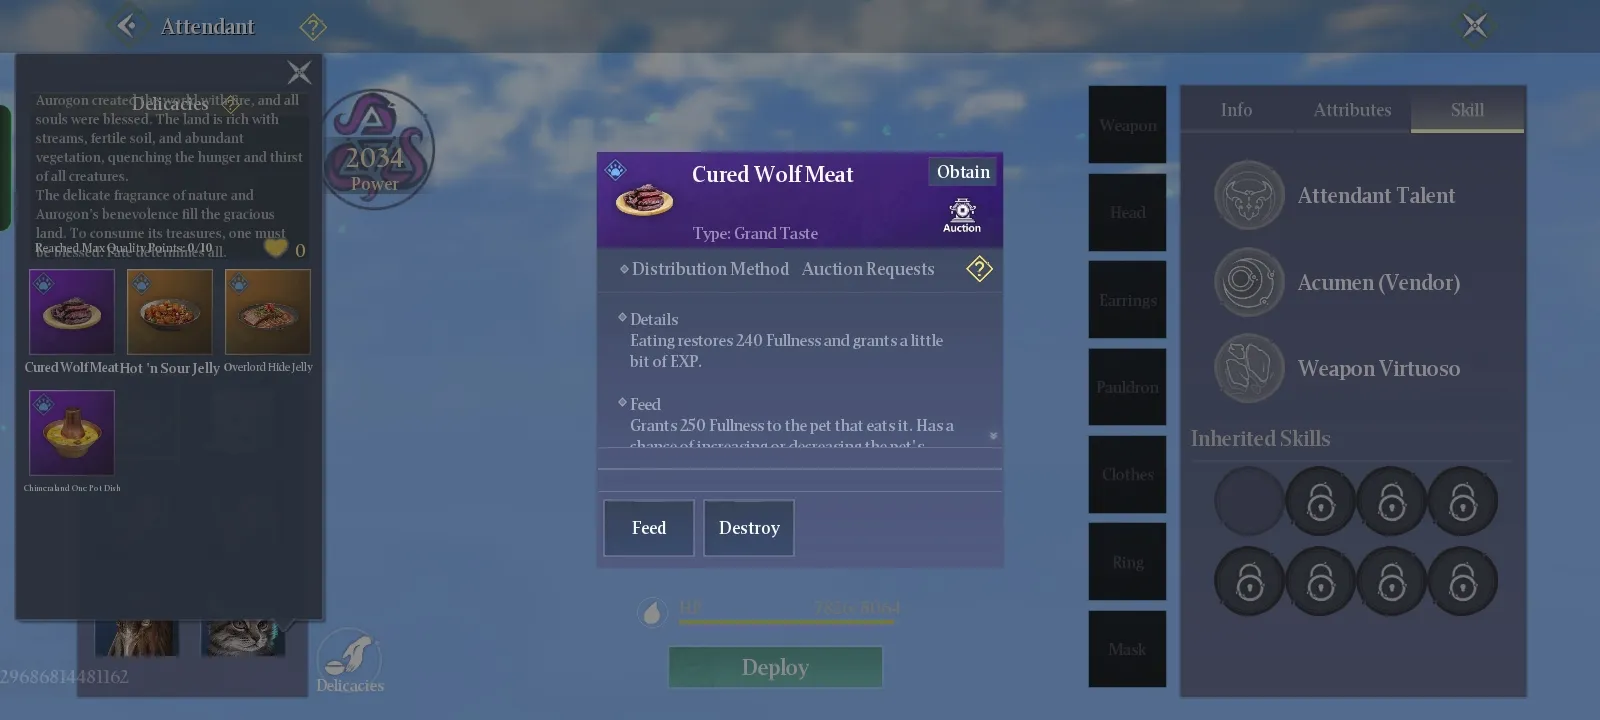 Attendant
Delicacies
Aurogon created the world with fire, and all
souls were blessed. The land is rich with
streams, fertile soil, and abundant
vegetation, quenching the hunger and thirst
of all creatures.
The delicate fragrance of nature and
Aurogon's benevolence fill the gracious
land. To consume its treasures, one must
be blessed. Fate determines all.
Reached Max Quality Points: 0/10
0
Cured Wolf Meat
Hot 'n Sour Jelly
Overlord Hide Jelly
Chimeraland One Pot Dish
29686814481162
Delicacies
2034
Power
Cured Wolf Meat
Obtain
Auction
Type: Grand Taste
Distribution Method Auction Requests
Details
Eating restores 240 Fullness and grants a little
bit of EXP.
Feed
Grants 250 Fullness to the pet that eats it. Has a
chance of increasing or decreasing the pet's
Feed
Destroy
HP
Deploy
Weapon
Head
Earrings
Pauldron
Clothes
Ring
Mask
Info
Attributes
Skill
Attendant Talent
Acumen (Vendor)
Weapon Virtuoso
Inherited Skills